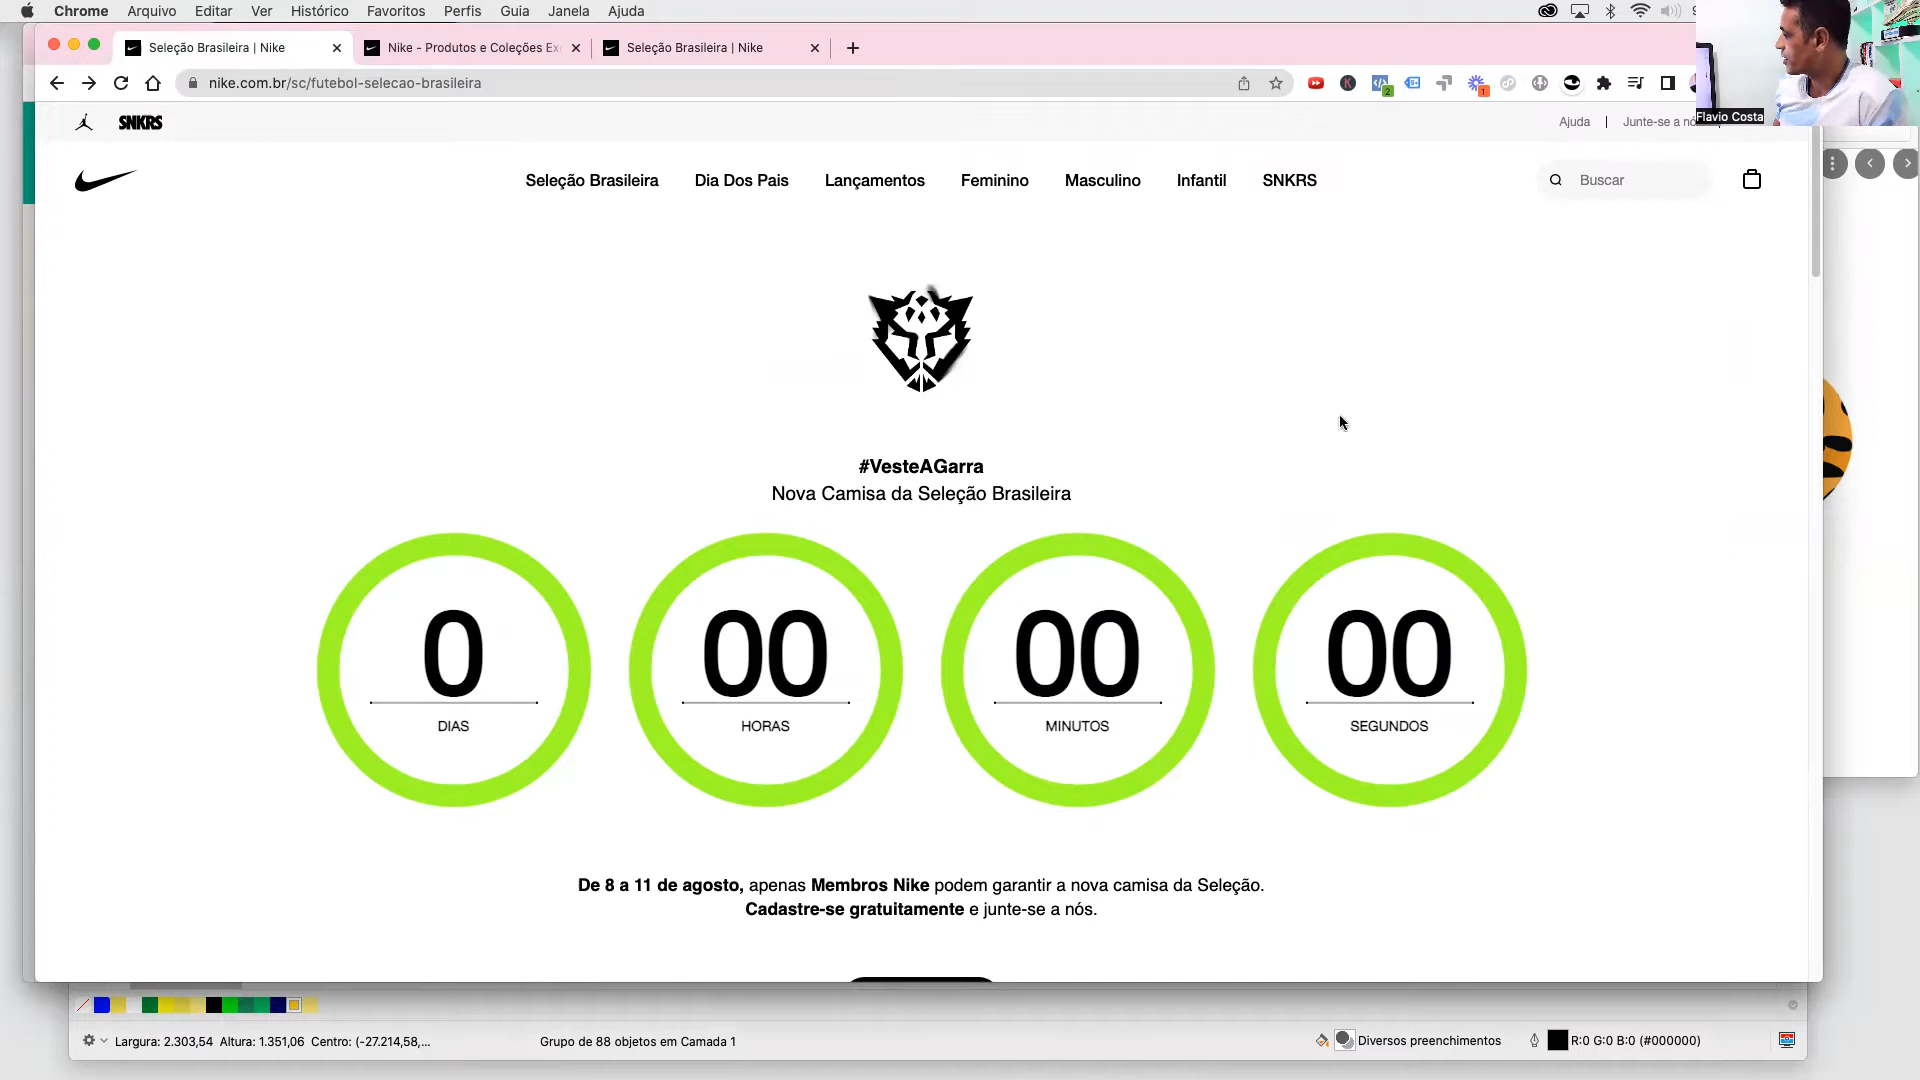 Chrome Arquivo Editar Ver Histórico Favoritos Perfis Guia Janela Ajuda
Seleção Brasileira | Nike
Nike - Produtos e Coleções Ex
Seleção Brasileira | Nike
nike.com.br/sc/futebol-selecao-brasileira
2
1
Flavio Costa
SNKRS
Ajuda | Junte-se a nós
Seleção Brasileira Dia Dos Pais Lançamentos Feminino Masculino Infantil SNKRS
Buscar
#VesteAGarra
Nova Camisa da Seleção Brasileira
0 00 00 00
DIAS HORAS MINUTOS SEGUNDOS
De 8 a 11 de agosto, apenas Membros Nike podem garantir a nova camisa da Seleção.
Cadastre-se gratuitamente e junte-se a nós.
Largura: 2.303,54 Altura: 1.351,06 Centro: (-27.214,58,... Grupo de 88 objetos em Camada 1 Diversos preenchimentos R:0 G:0 B:0 (#000000)